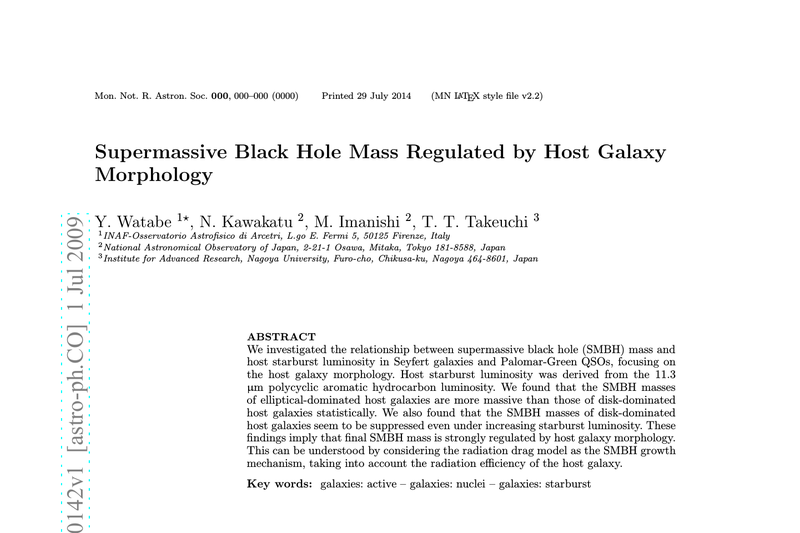 Mon. Not. R. Astron. Soc. 000, 000–000 (0000) Printed 29 July 2014 (MN LATEX style file v2.2)
Supermassive Black Hole Mass Regulated by Host Galaxy
Morphology
Y. Watabe 1⋆, N. Kawakatu 2, M. Imanishi 2, T. T. Takeuchi 3
1INAF-Osservatorio Astrofisico di Arcetri, L.go E. Fermi 5, 50125 Firenze, Italy
2National Astronomical Observatory of Japan, 2-21-1 Osawa, Mitaka, Tokyo 181-8588, Japan
3Institute for Advanced Research, Nagoya University, Furo-cho, Chikusa-ku, Nagoya 464-8601, Japan
ABSTRACT
We investigated the relationship between supermassive black hole (SMBH) mass and
host starburst luminosity in Seyfert galaxies and Palomar-Green QSOs, focusing on
the host galaxy morphology. Host starburst luminosity was derived from the 11.3
μm polycyclic aromatic hydrocarbon luminosity. We found that the SMBH masses
of elliptical-dominated host galaxies are more massive than those of disk-dominated
host galaxies statistically. We also found that the SMBH masses of disk-dominated
host galaxies seem to be suppressed even under increasing starburst luminosity. These
findings imply that final SMBH mass is strongly regulated by host galaxy morphology.
This can be understood by considering the radiation drag model as the SMBH growth
mechanism, taking into account the radiation efficiency of the host galaxy.
Key words: galaxies: active – galaxies: nuclei – galaxies: starburst
0142v1 [astro-ph.CO] 1 Jul 2009